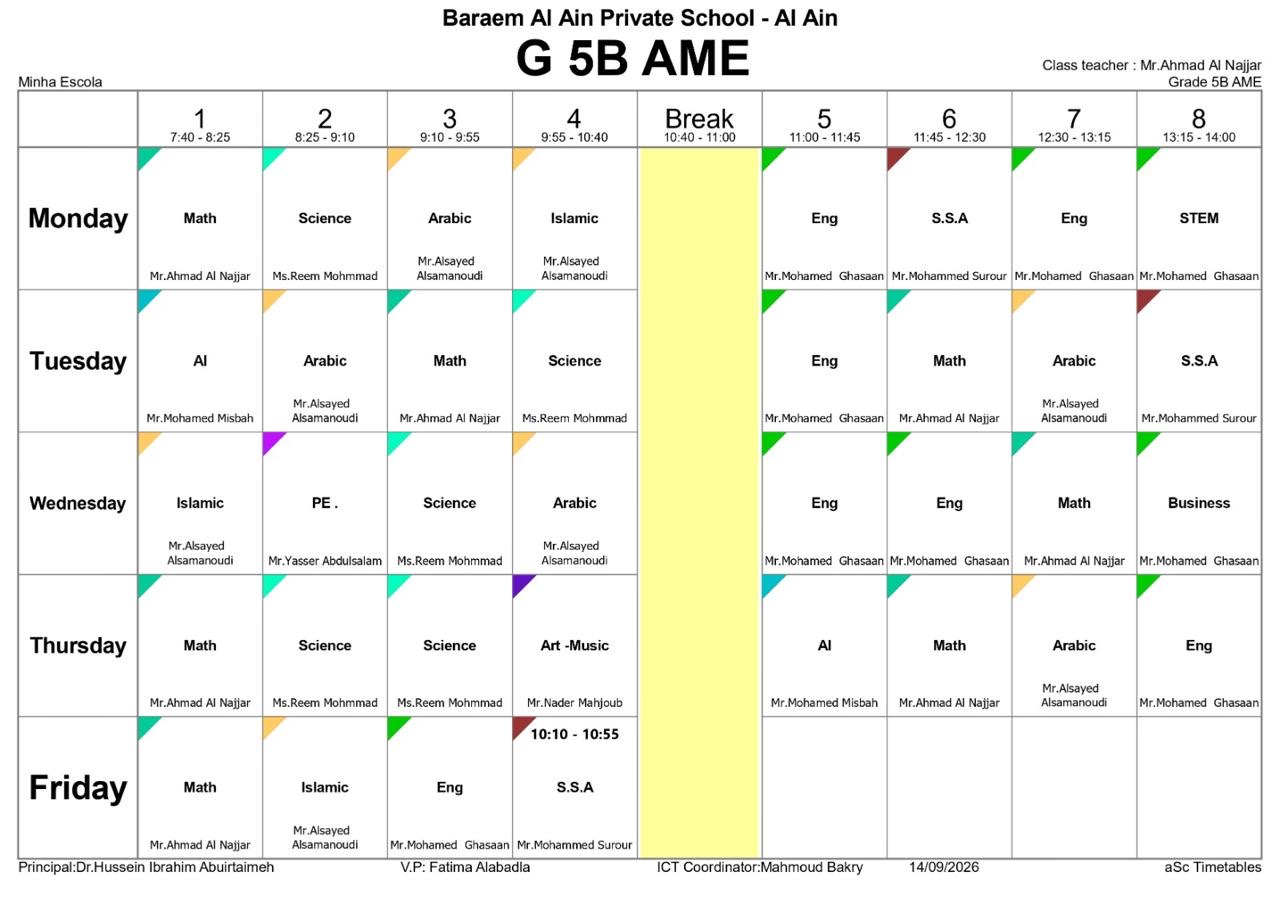 Baraem Al Ain Private School - Al Ain
G 5B AME
Class teacher : Mr.Ahmad Al Najjar
Minha Escola
Grade 5B AME
1 2 3 4 Break 5 6 7 8
7:40 - 8:25 8:25 - 9:10 9:10 - 9:55 9:55 - 10:40 10:40 - 11:00 11:00 - 11:45 11:45 - 12:30 12:30 - 13:15 13:15 - 14:00
Monday
Math
Mr.Ahmad Al Najjar
Science
Ms.Reem Mohmmad
Arabic
Mr.Alsayed
Alsamanoudi
Islamic
Mr.Alsayed
Alsamanoudi
Eng
Mr.Mohamed Ghasaan
S.S.A
Mr.Mohammed Surour
Eng
Mr.Mohamed Ghasaan
STEM
Mr.Mohamed Ghasaan
Tuesday
AI
Mr.Mohamed Misbah
Arabic
Mr.Alsayed
Alsamanoudi
Math
Mr.Ahmad Al Najjar
Science
Ms.Reem Mohmmad
Eng
Mr.Mohamed Ghasaan
Math
Mr.Ahmad Al Najjar
Arabic
Mr.Alsayed
Alsamanoudi
S.S.A
Mr.Mohammed Surour
Wednesday
Islamic
Mr.Alsayed
Alsamanoudi
PE .
Mr.Yasser Abdulsalam
Science
Ms.Reem Mohmmad
Arabic
Mr.Alsayed
Alsamanoudi
Eng
Mr.Mohamed Ghasaan
Eng
Mr.Mohamed Ghasaan
Math
Mr.Ahmad Al Najjar
Business
Mr.Mohamed Ghasaan
Thursday
Math
Mr.Ahmad Al Najjar
Science
Ms.Reem Mohmmad
Science
Ms.Reem Mohmmad
Art -Music
Mr.Nader Mahjoub
AI
Mr.Mohamed Misbah
Math
Mr.Ahmad Al Najjar
Arabic
Mr.Alsayed
Alsamanoudi
Eng
Mr.Mohamed Ghasaan
Friday
Math
Mr.Ahmad Al Najjar
Islamic
Mr.Alsayed
Alsamanoudi
Eng
Mr.Mohamed Ghasaan
10:10 - 10:55
S.S.A
Mr.Mohammed Surour
Principal:Dr.Hussein Ibrahim Abuirtaimeh V.P: Fatima Alabadla ICT Coordinator:Mahmoud Bakry 14/09/2026 aSc Timetables